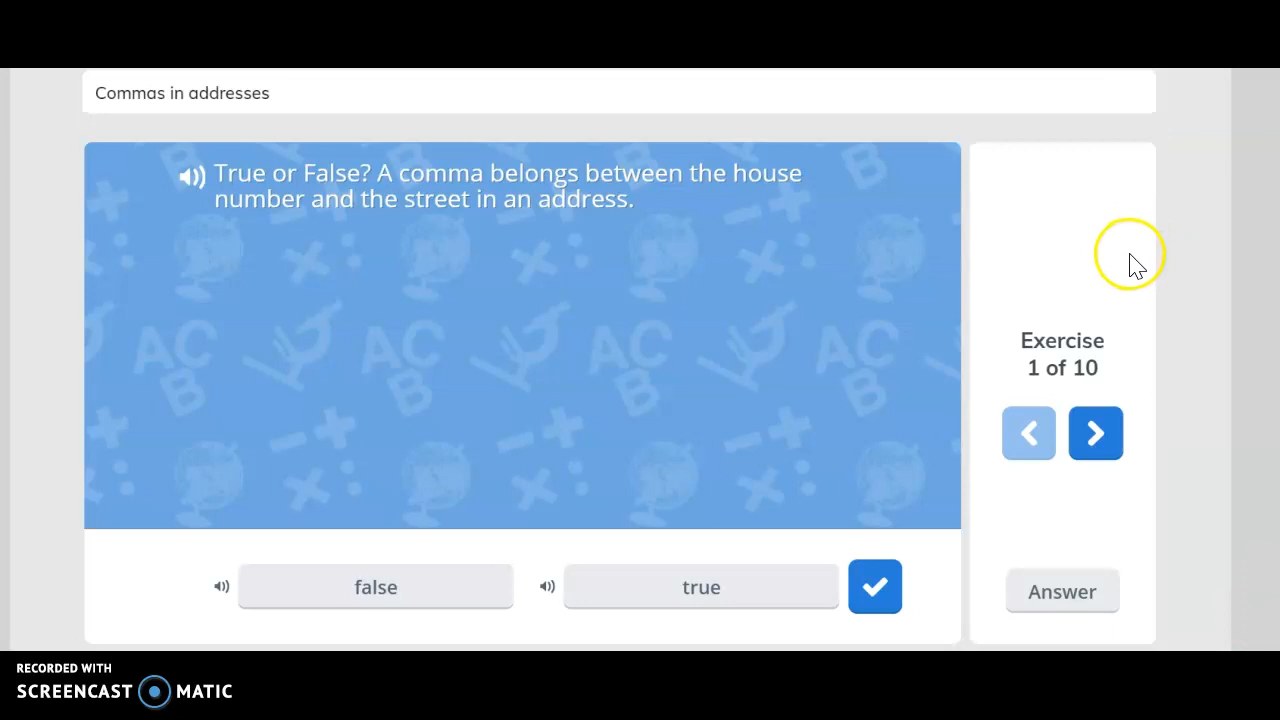 Commas in addresses
True or False? A comma belongs between the house
number and the street in an address.
Exercise
1 of 10
false
true
Answer
RECORDED WITH
SCREENCAST MATIC